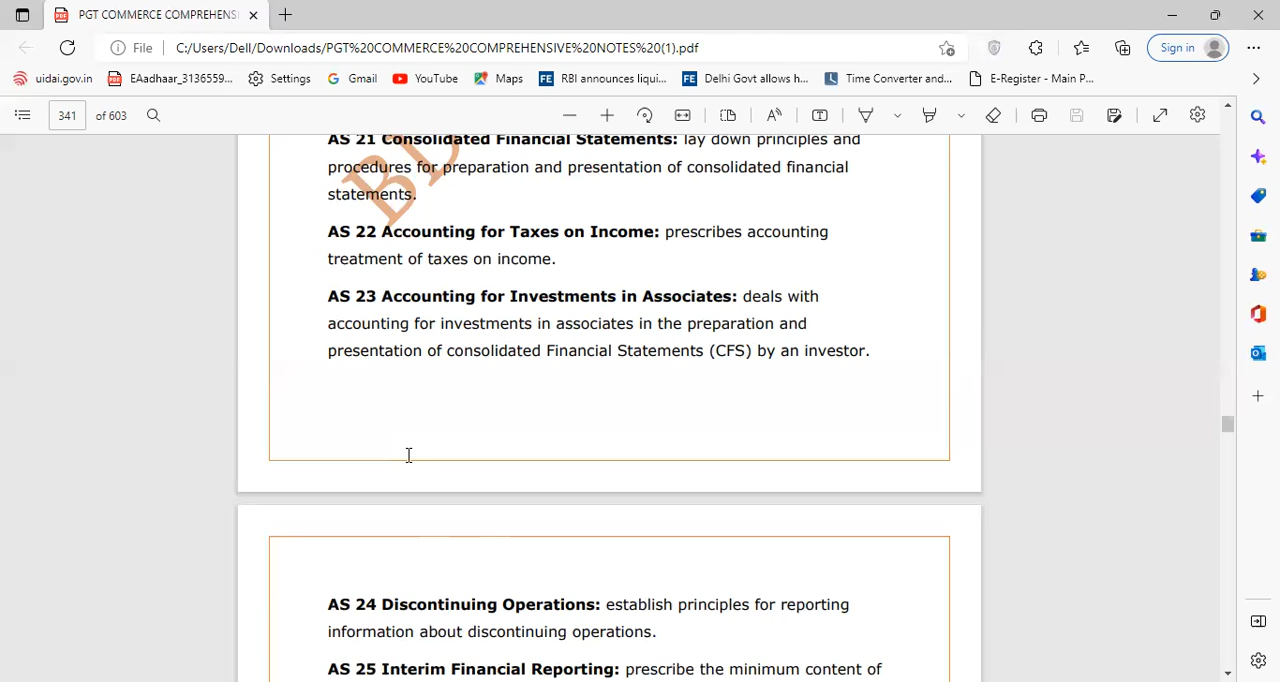 PGT COMMERCE COMPREHENSI
File C:/Users/Dell/Downloads/PGT%20COMMERCE%20COMPREHENSIVE%20NOTES%20(1).pdf Sign in
uidai.gov.in EAadhaar_3136559... Settings Gmail YouTube Maps FE RBI announces liqui... FE Delhi Govt allows h... Time Converter and... E-Register - Main P...
341 of 603
AS 21 Consolidated Financial Statements: lay down principles and
procedures for preparation and presentation of consolidated financial
statements.
AS 22 Accounting for Taxes on Income: prescribes accounting
treatment of taxes on income.
AS 23 Accounting for Investments in Associates: deals with
accounting for investments in associates in the preparation and
presentation of consolidated Financial Statements (CFS) by an investor.
AS 24 Discontinuing Operations: establish principles for reporting
information about discontinuing operations.
AS 25 Interim Financial Reporting: prescribe the minimum content of